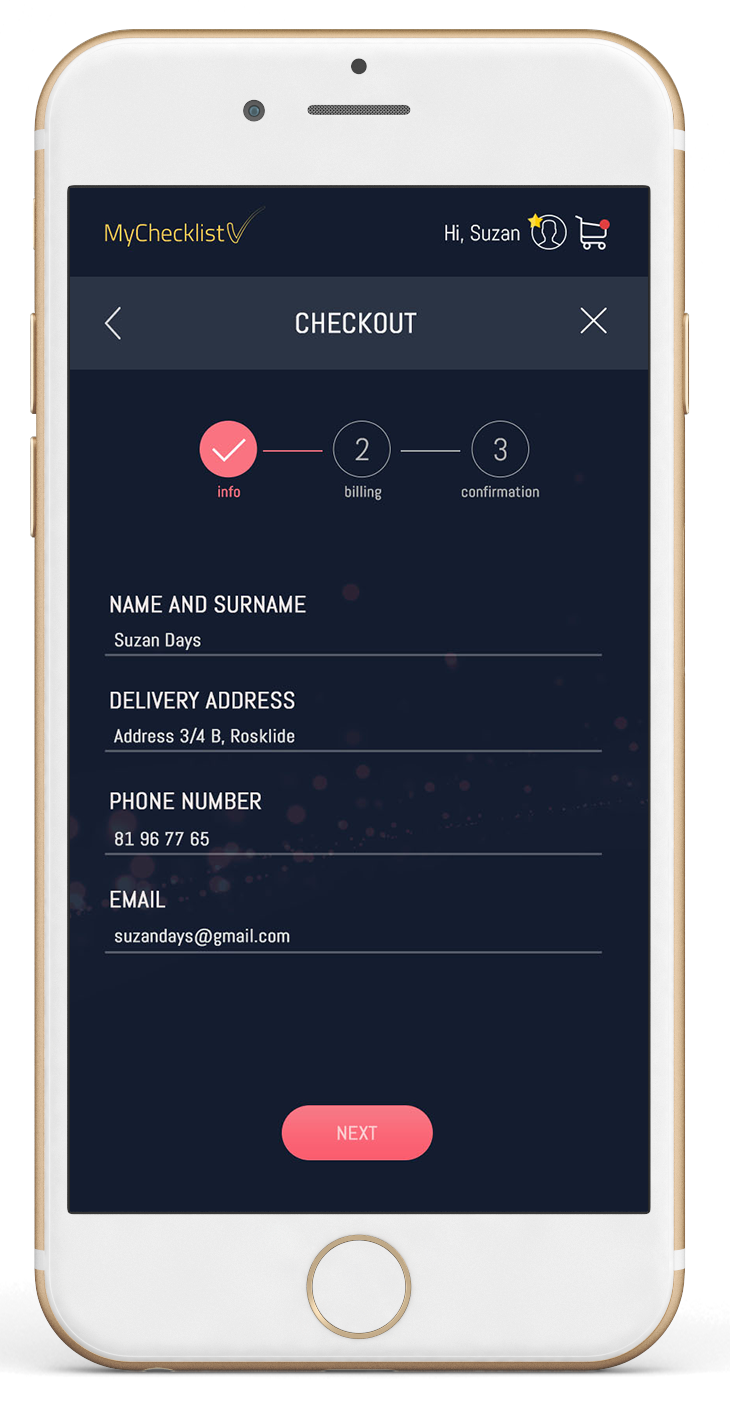 MyChecklist
Hi, Suzan
CHECKOUT
2
3
info
billing
confirmation
NAME AND SURNAME
Suzan Days
DELIVERY ADDRESS
Address 3/4 B, Rosklide
PHONE NUMBER
81 96 77 65
EMAIL
suzandays@gmail.com
NEXT